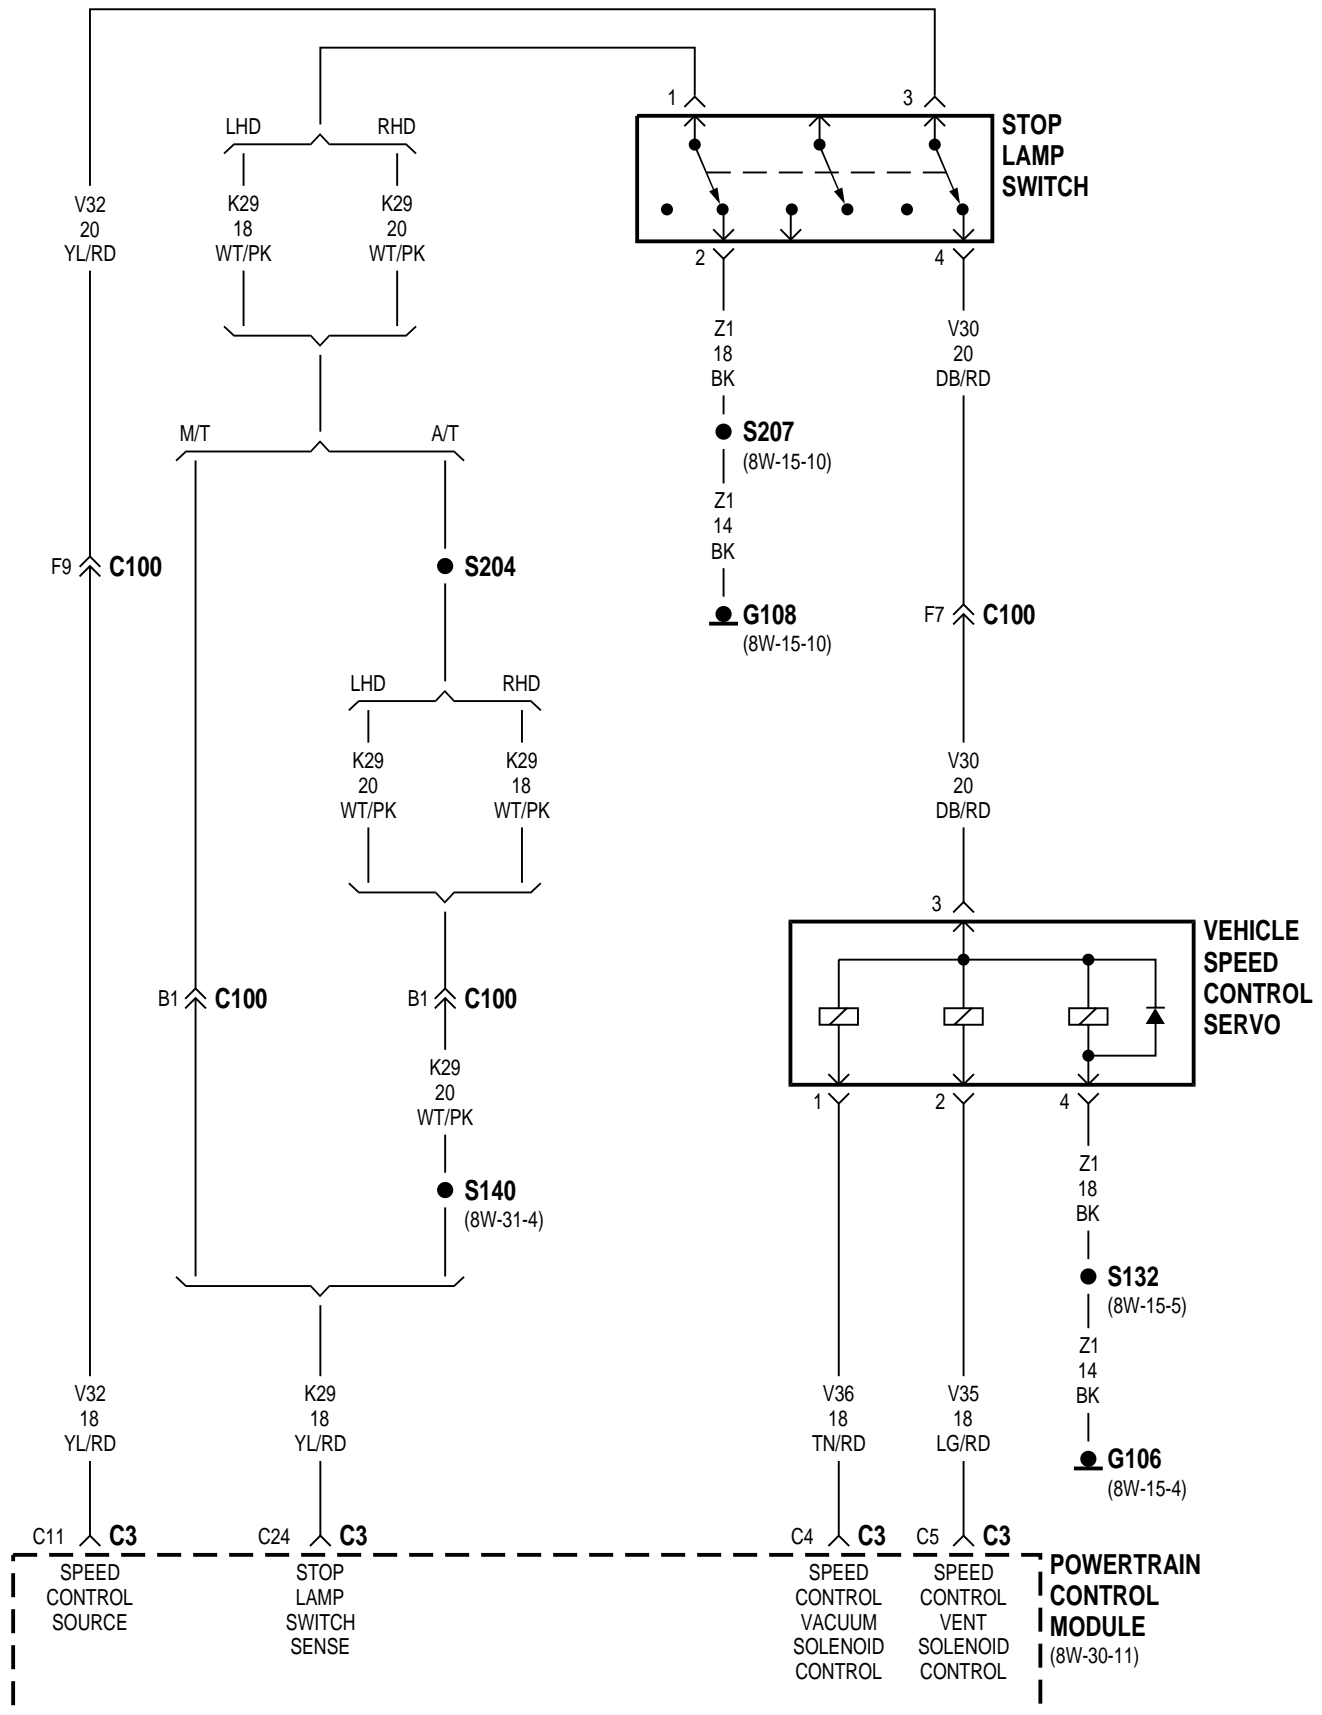 1
3
STOP
LAMP
SWITCH
LHD
RHD
V32
20
YL/RD
K29
18
WT/PK
K29
20
WT/PK
2
4
Z1
18
BK
V30
20
DB/RD
M/T
A/T
S207
(8W-15-10)
Z1
14
BK
F9
C100
S204
G108
(8W-15-10)
F7
C100
LHD
RHD
K29
20
WT/PK
K29
18
WT/PK
V30
20
DB/RD
3
VEHICLE
SPEED
CONTROL
SERVO
B1
C100
B1
C100
K29
20
WT/PK
1
2
4
S140
(8W-31-4)
Z1
18
BK
S132
(8W-15-5)
Z1
14
BK
V32
18
YL/RD
K29
18
YL/RD
V36
18
TN/RD
V35
18
LG/RD
G106
(8W-15-4)
C11
C3
C24
C3
C4
C3
C5
C3
SPEED
CONTROL
SOURCE
STOP
LAMP
SWITCH
SENSE
SPEED
CONTROL
VACUUM
SOLENOID
CONTROL
SPEED
CONTROL
VENT
SOLENOID
CONTROL
POWERTRAIN
CONTROL
MODULE
(8W-30-11)